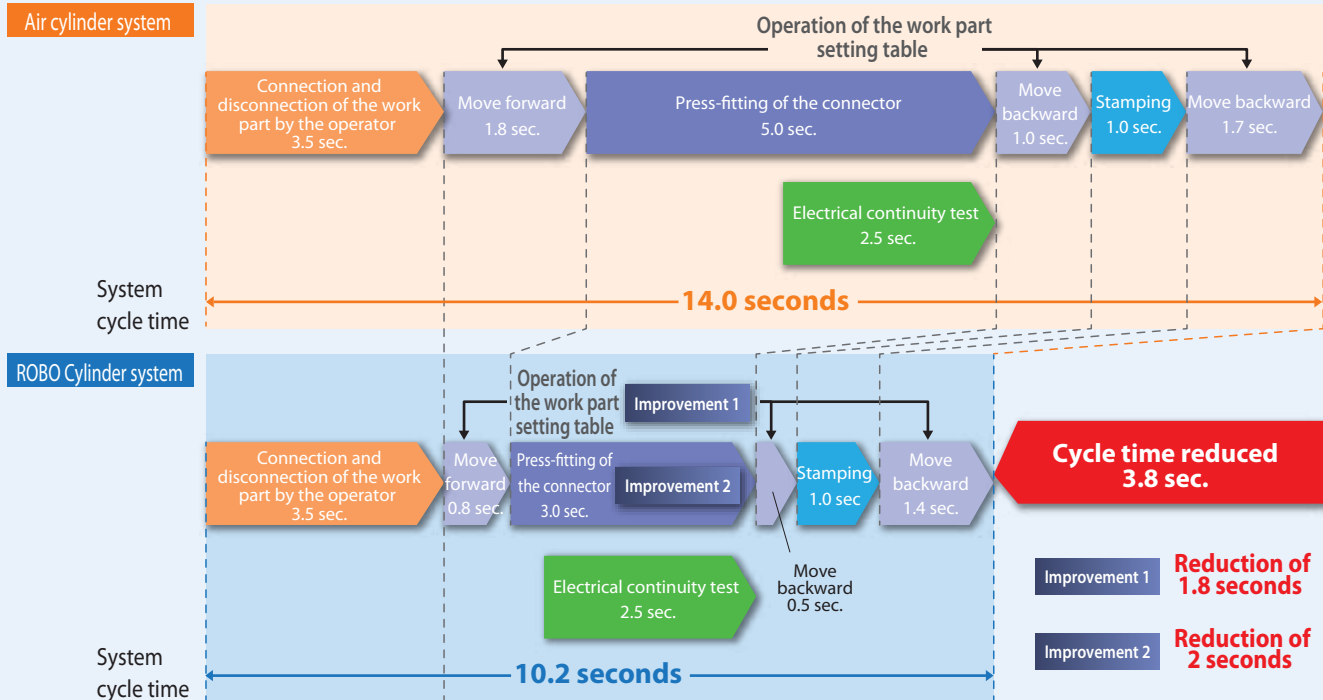 Air cylinder system
Operation of the work part
setting table
Connection and
disconnection of the work
part by the operator
3.5 sec.
Move forward
1.8 sec.
Press-fitting of the connector
5.0 sec.
Move
backward
1.0 sec.
Stamping
1.0 sec.
Move backward
1.7 sec.
Electrical continuity test
2.5 sec.
System
cycle time
14.0 seconds
ROBO Cylinder system
Operation of
the work part
setting table
Improvement 1
Connection and
disconnection of the work
part by the operator
3.5 sec.
Move
forward
0.8 sec.
Press-fitting of
the connector
3.0 sec.
Improvement 2
Stamping
1.0 sec
Move
backward
1.4 sec.
Cycle time reduced
3.8 sec.
Electrical continuity test
2.5 sec.
Move
backward
0.5 sec.
Improvement 1
Reduction of
1.8 seconds
Improvement 2
Reduction of
2 seconds
System
cycle time
10.2 seconds